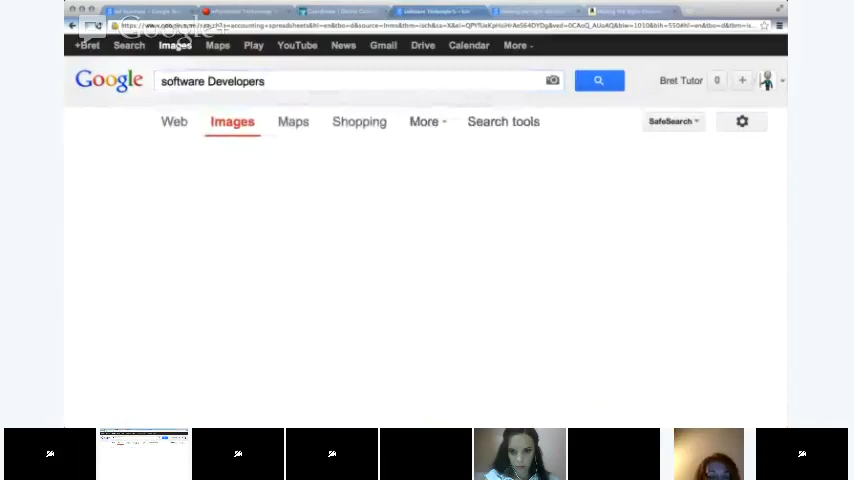 Google+
+Bret Search Images Maps Play YouTube News Gmail Drive Calendar More
Google software Developers Bret Tutor 0 +
Web Images Maps Shopping More Search tools SafeSearch